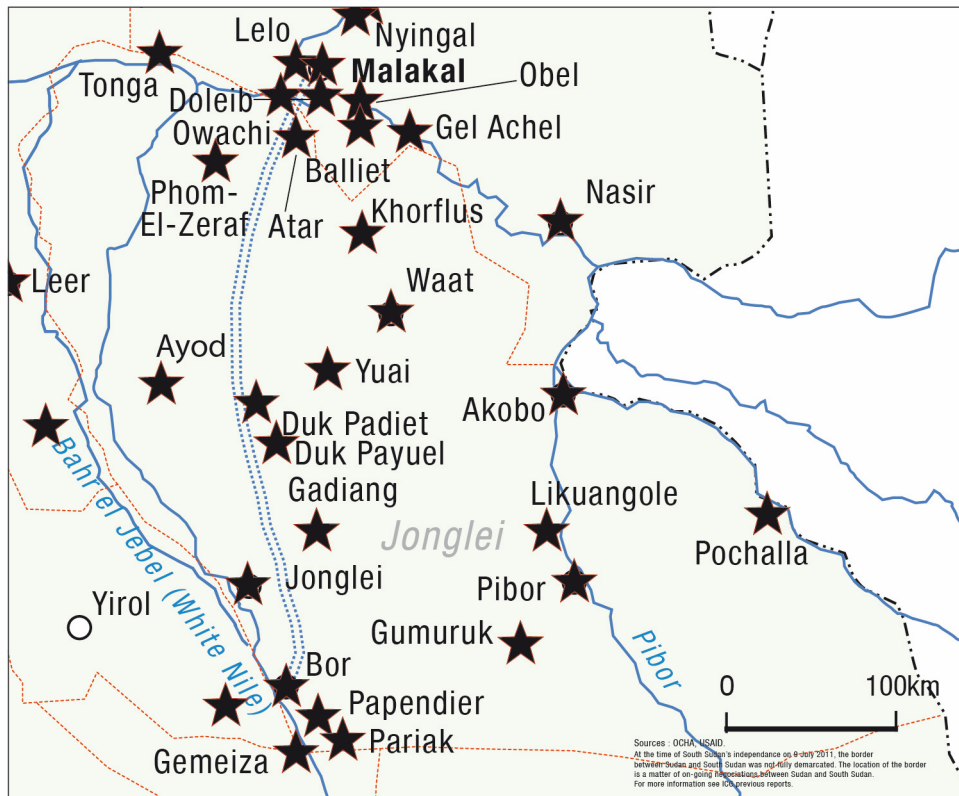 Lelo
Nyingal
Tonga
Malakal
Obel
Doleib
Owachi
Gel Achel
Balliet
Phom-
El-Zeraf
Atar
Khorflus
Nasir
Leer
Waat
Ayod
Yuai
Akobo
Duk Padiet
Duk Payuel
Bahr el Jebel (White Nile)
Gadiang
Likuangole
Jonglei
Pochalla
Jonglei
Pibor
Yirol
Gumuruk
Pibor
Bor
0 100km
Papendier
Pariak
Gemeiza
Sources : OCHA, USAID.
At the time of South Sudan's independence on 9 July 2011, the border
between Sudan and South Sudan was not fully demarcated. The location of the border
is a matter of on-going negotiations between Sudan and South Sudan.
For more information see ICG previous reports.